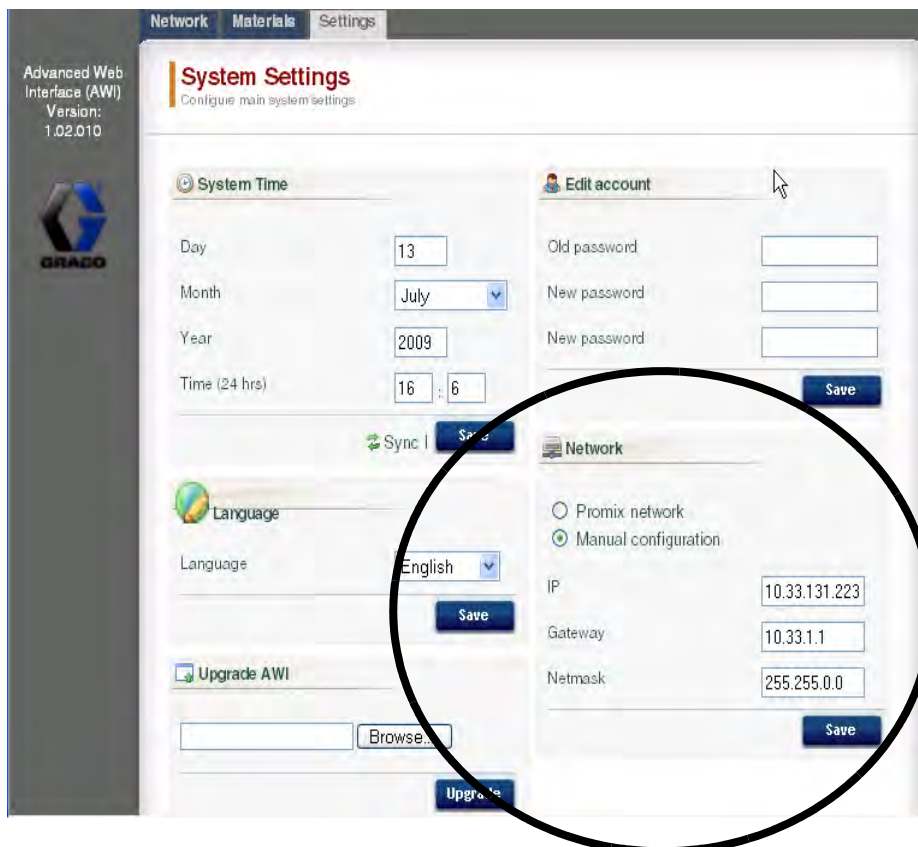 Network Materials Settings
Advanced Web
Interface (AWI)
Version:
1.02.010
GRACO
System Settings
Configure main system settings
System Time
Day 13
Month July
Year 2009
Time (24 hrs) 16 : 6
Sync | Save
Language
Language English
Save
Upgrade AWI
Browse...
Upgrade
Edit account
Old password
New password
New password
Save
Network
Promix network
Manual configuration
IP 10.33.131.223
Gateway 10.33.1.1
Netmask 255.255.0.0
Save